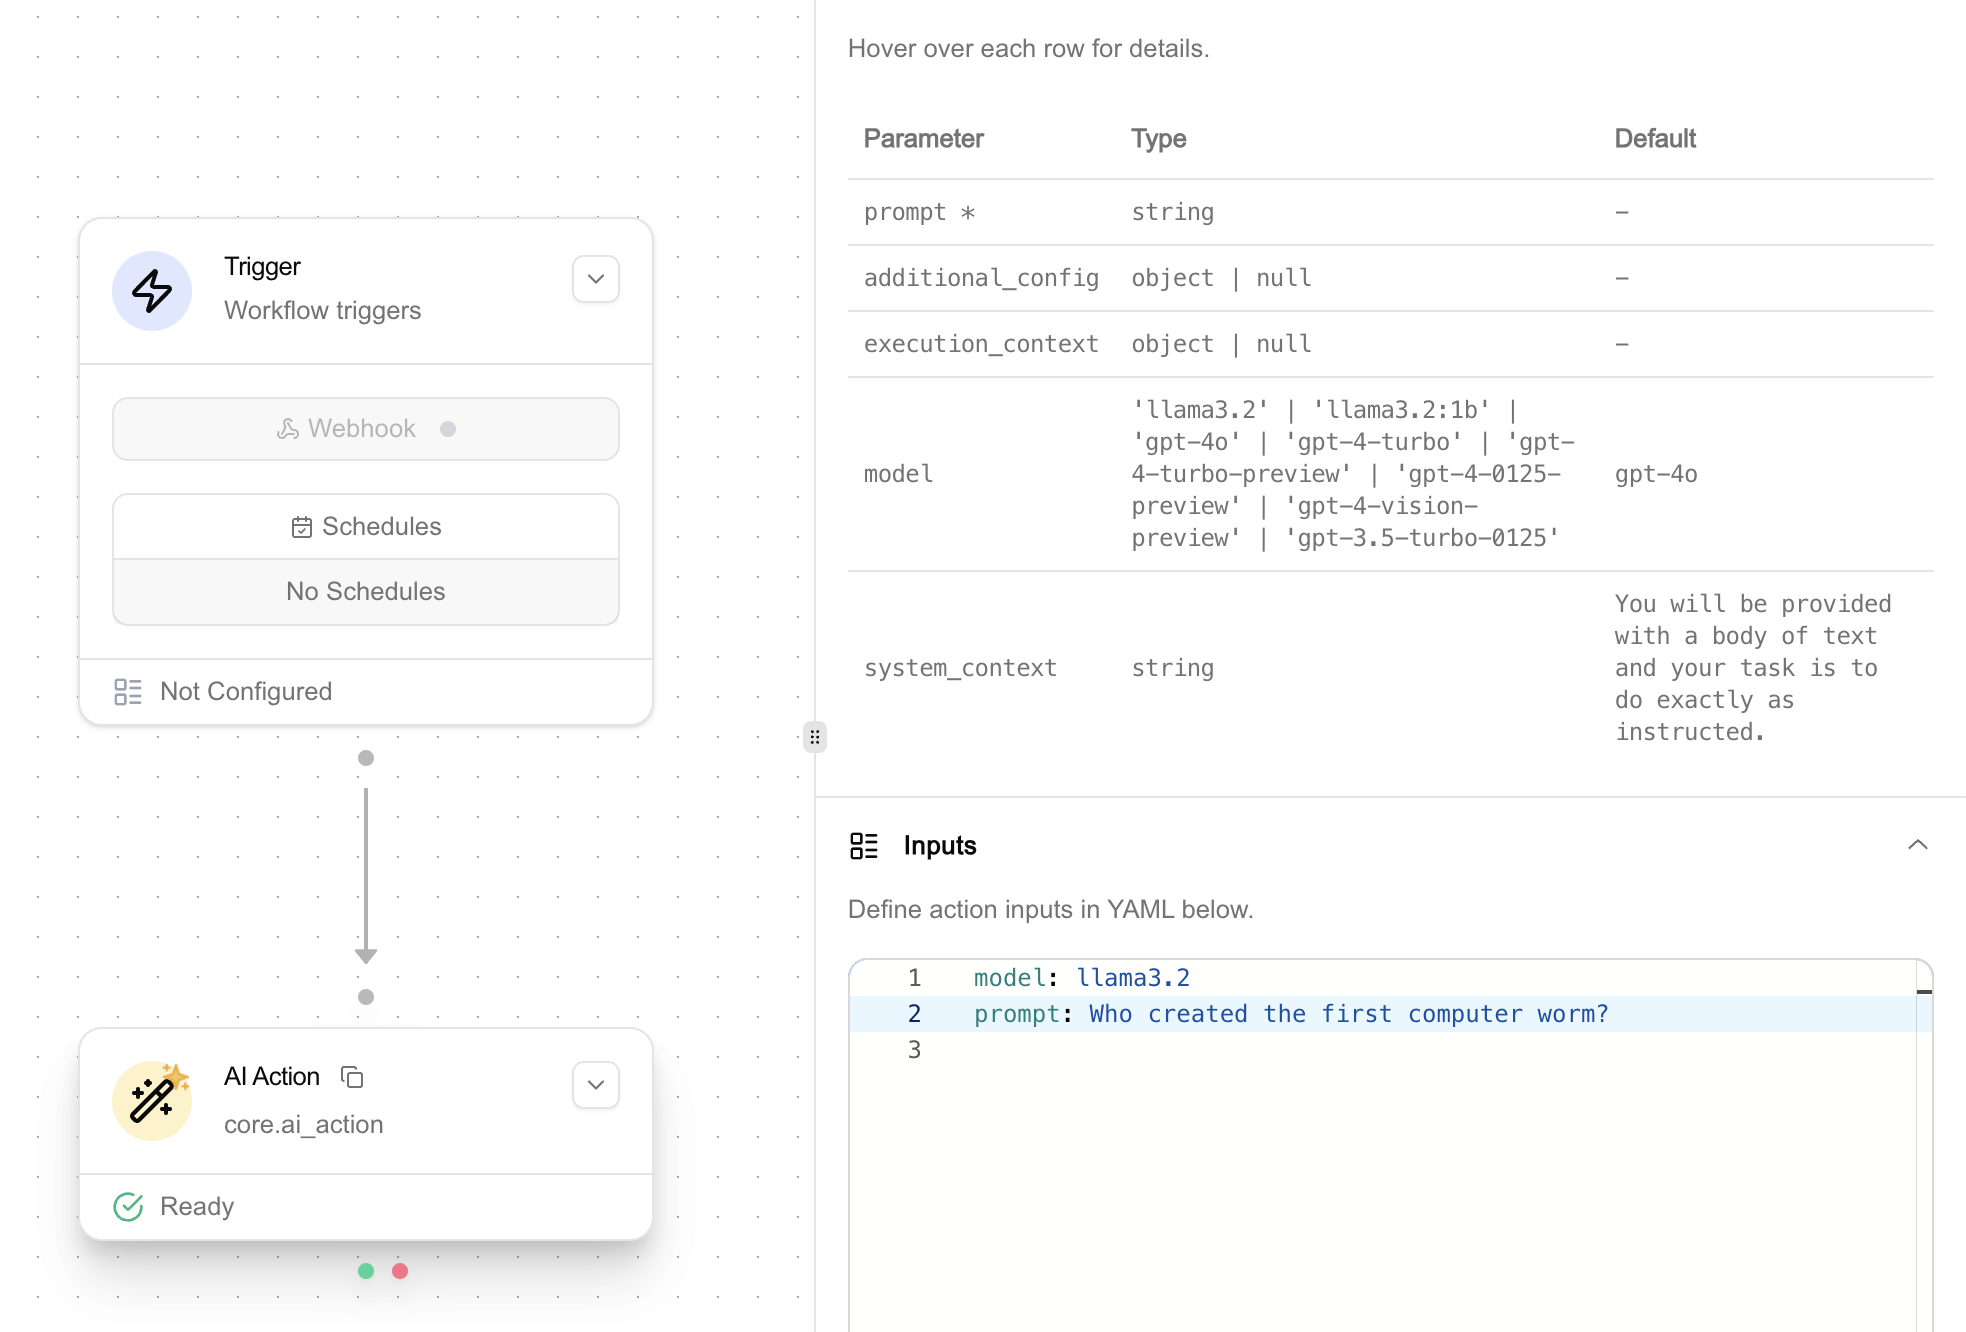 Trigger
Workflow triggers
Webhook
Schedules
No Schedules
Not Configured
AI Action
core.ai_action
Ready
Hover over each row for details.
Parameter Type Default
prompt * string –
additional_config object | null –
execution_context object | null –
model
'llama3.2' | 'llama3.2:1b' |
'gpt-4o' | 'gpt-4-turbo' | 'gpt-
4-turbo-preview' | 'gpt-4-0125-
preview' | 'gpt-4-vision-
preview' | 'gpt-3.5-turbo-0125'
gpt-4o
system_context string
You will be provided
with a body of text
and your task is to
do exactly as
instructed.
Inputs
Define action inputs in YAML below.
1 model: llama3.2
2 prompt: Who created the first computer worm?
3